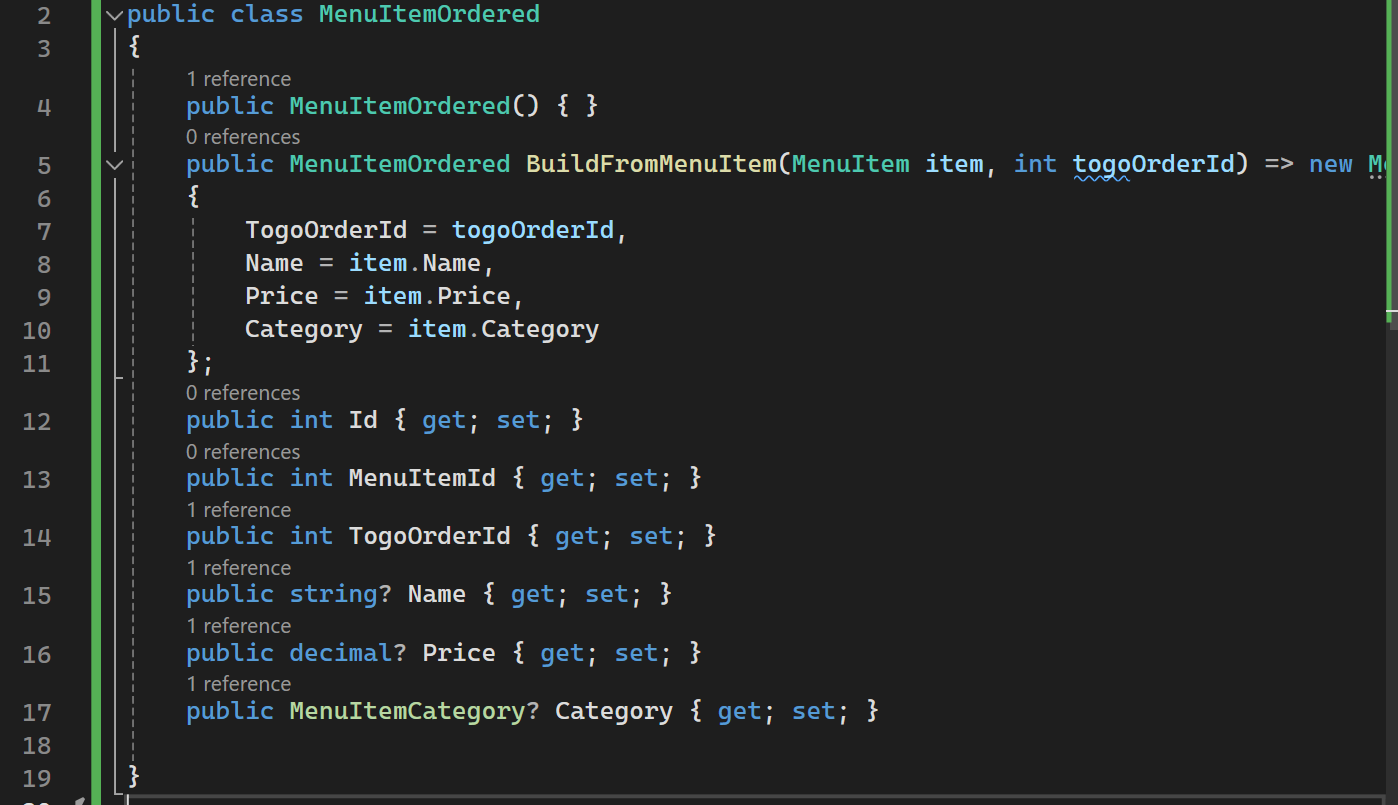 2 public class MenuItemOrdered
3 {
1 reference
4 public MenuItemOrdered() { }
0 references
5 public MenuItemOrdered BuildFromMenuItem(MenuItem item, int togoOrderId) => new
6 {
7 TogoOrderId = togoOrderId,
8 Name = item.Name,
9 Price = item.Price,
10 Category = item.Category
11 };
0 references
12 public int Id { get; set; }
0 references
13 public int MenuItemId { get; set; }
1 reference
14 public int TogoOrderId { get; set; }
1 reference
15 public string? Name { get; set; }
1 reference
16 public decimal? Price { get; set; }
1 reference
17 public MenuItemCategory? Category { get; set; }
18
19 }